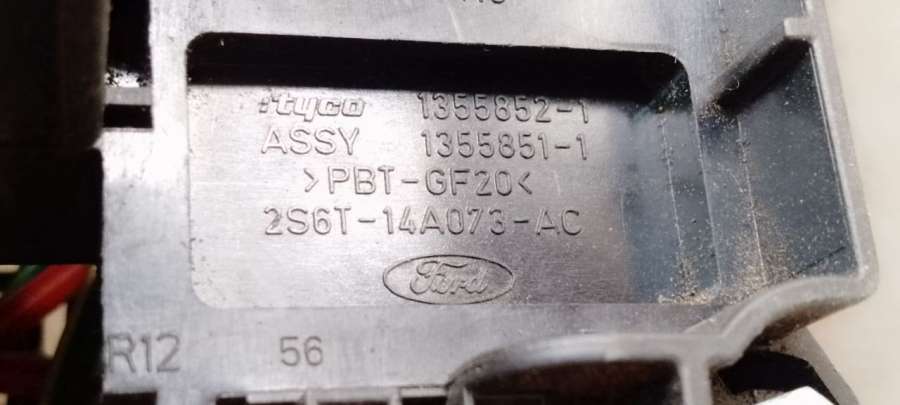 tyco 1355852-1
ASSY 1355851-1
>PBT-GF20<
2S6T-14A073-AC
Ford
R12 56